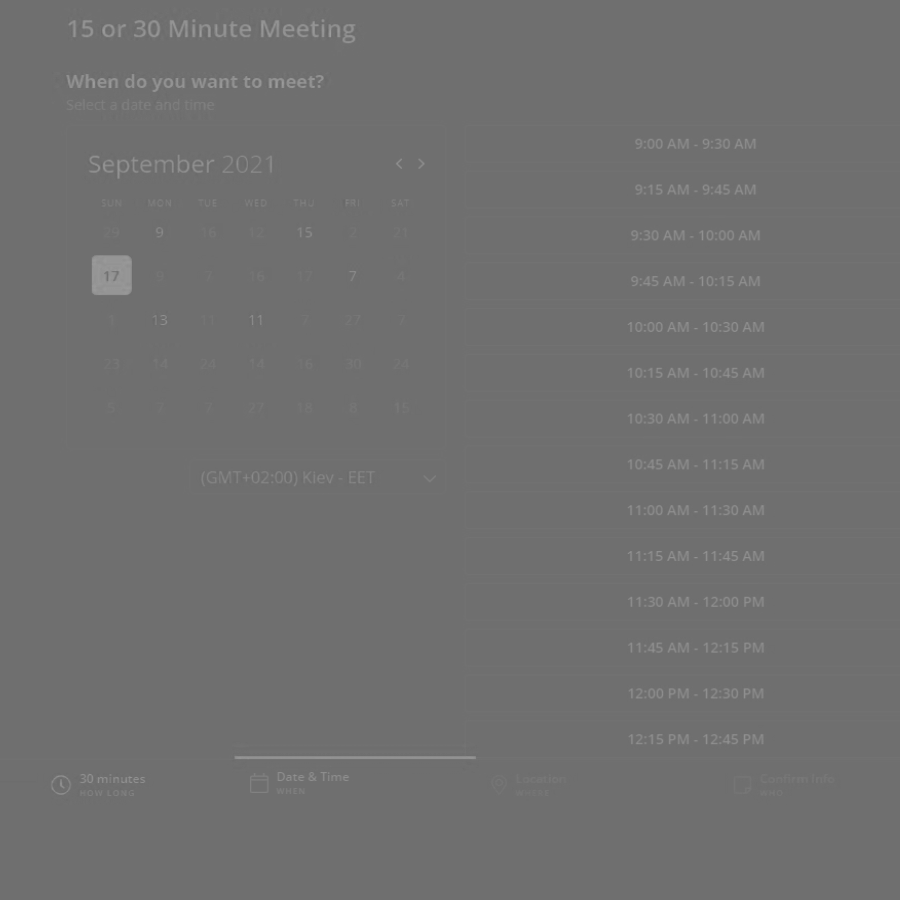 15 or 30 Minute Meeting
When do you want to meet?
Select a date and time
September 2021
SUN MON TUE WED THU FRI SAT
29 9 16 12 15 2 21
17 7 16 17 7 4
13 11 11 27
23 14 24 14 16 30 24
27 18 8 15
(GMT+02:00) Kiev - EET
9:00 AM - 9:30 AM
9:15 AM - 9:45 AM
9:30 AM - 10:00 AM
9:45 AM - 10:15 AM
10:00 AM - 10:30 AM
10:15 AM - 10:45 AM
10:30 AM - 11:00 AM
10:45 AM - 11:15 AM
11:00 AM - 11:30 AM
11:15 AM - 11:45 AM
11:30 AM - 12:00 PM
11:45 AM - 12:15 PM
12:00 PM - 12:30 PM
12:15 PM - 12:45 PM
30 minutes
HOW LONG
Date & Time
WHEN
Location
WHERE
Confirm Info
WHO